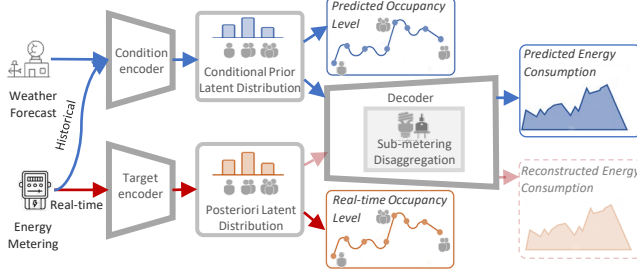 Predicted Occupancy
Level
Condition
encoder
Conditional Prior
Latent Distribution
Weather
Forecast
Historical
Predicted Energy
Consumption
Decoder
Sub-metering
Disaggregation
Target
encoder
Real-time
Energy
Metering
Posteriori Latent
Distribution
Real-time Occupancy
Level
Reconstructed Energy
Consumption